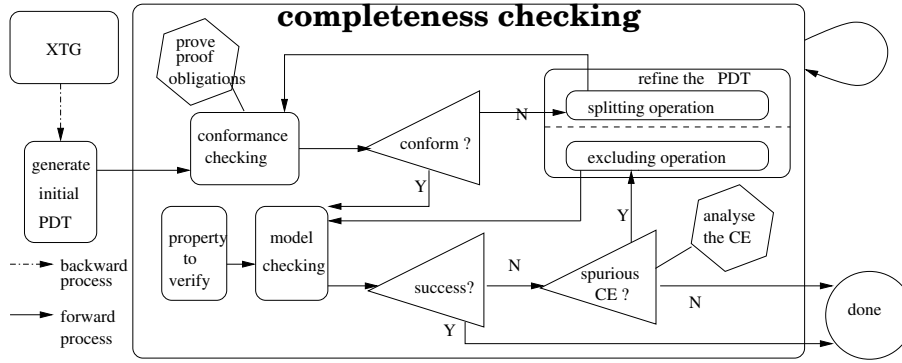 completeness checking
XTG
prove
proof
obligations
refine the PDT
splitting operation
N
conformance
checking
conform ?
excluding operation
generate
initial
PDT
Y
Y
analyse
the CE
property
to
verify
model
checking
backward
process
success?
N
spurious
CE ?
N
done
forward
process
Y